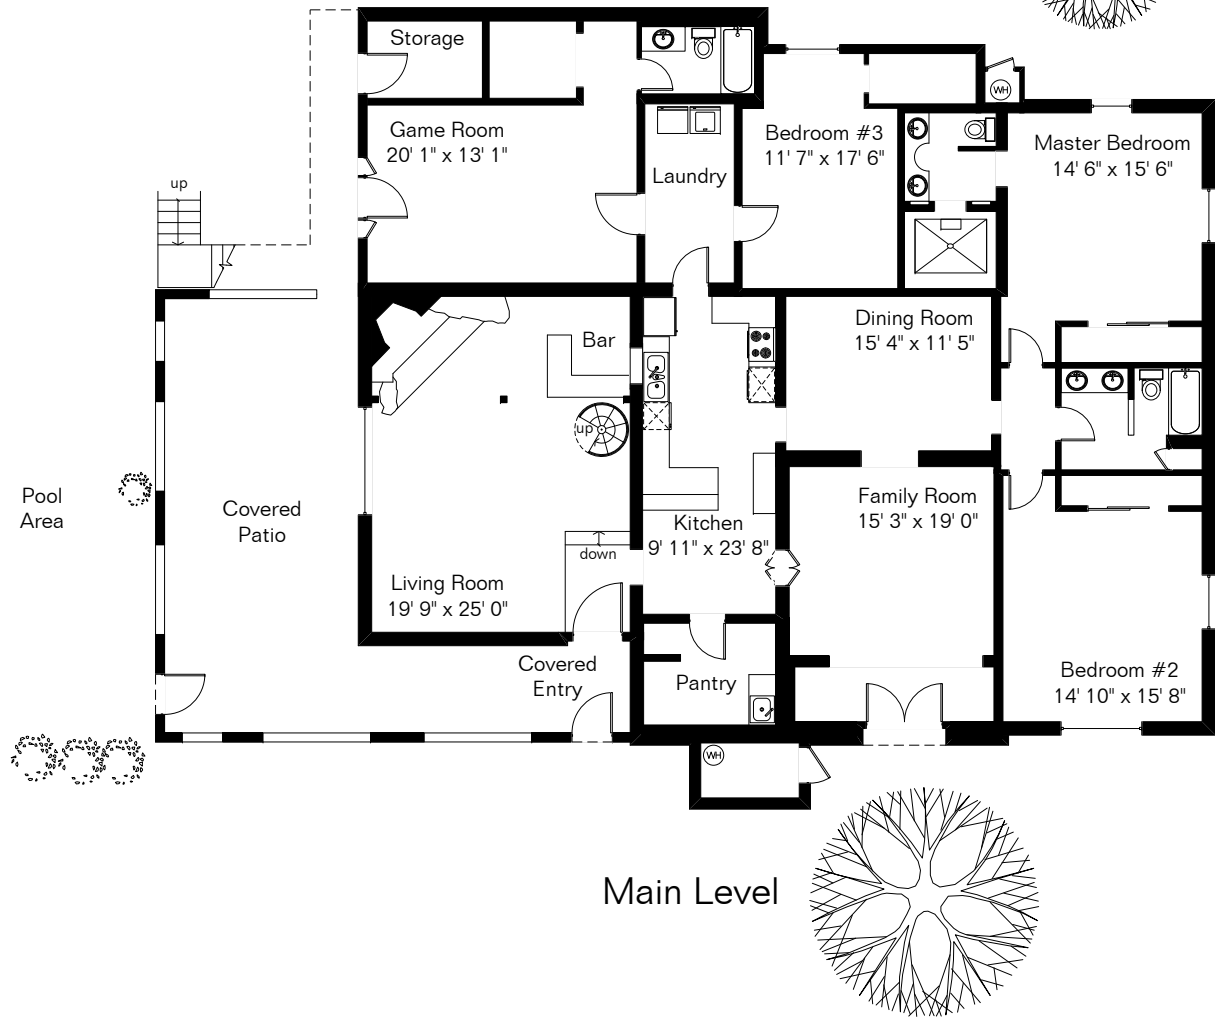 Storage
Game Room
20' 1" x 13' 1"
Laundry
Bedroom #3
11' 7" x 17' 6"
WH
Master Bedroom
14' 6" x 15' 6"
up
Bar
up
Dining Room
15' 4" x 11' 5"
Pool
Area
Covered
Patio
Living Room
19' 9" x 25' 0"
down
Kitchen
9' 11" x 23' 8"
Family Room
15' 3" x 19' 0"
Covered
Entry
Pantry
Bedroom #2
14' 10" x 15' 8"
WH
Main Level